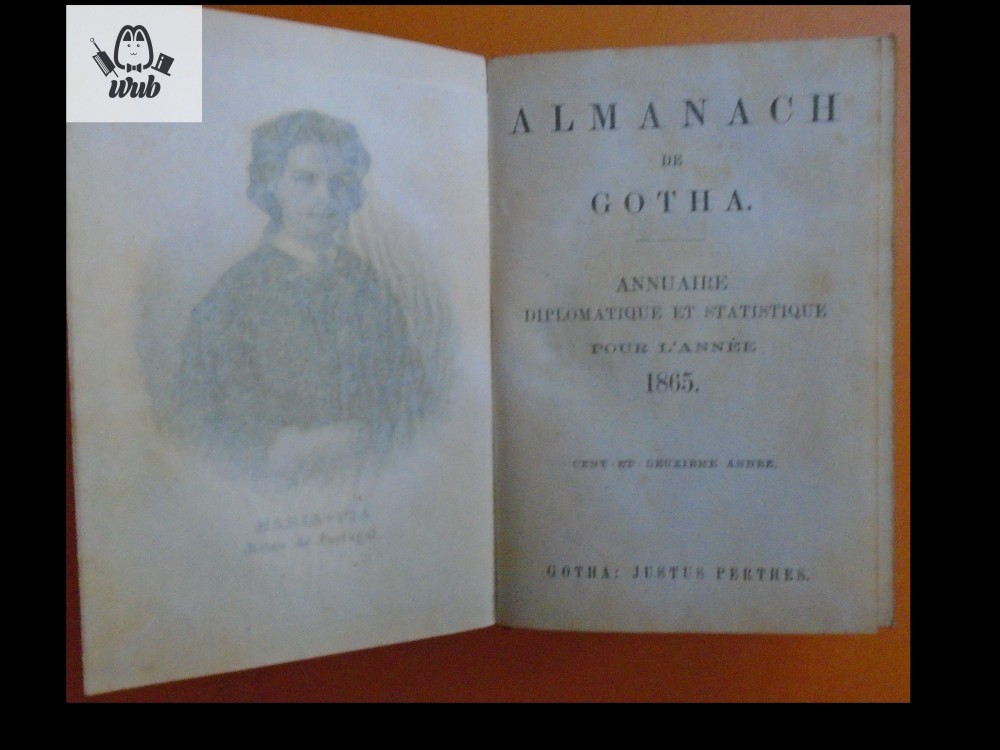 wub
MARIA PIA
Reine de Portugal
ALMANACH
DE
GOTHA.
ANNUAIRE
DIPLOMATIQUE ET STATISTIQUE
POUR L'ANNÉE
1865.
CENT ET DEUXIÈME ANNÉE.
GOTHA: JUSTUS PERTHES.